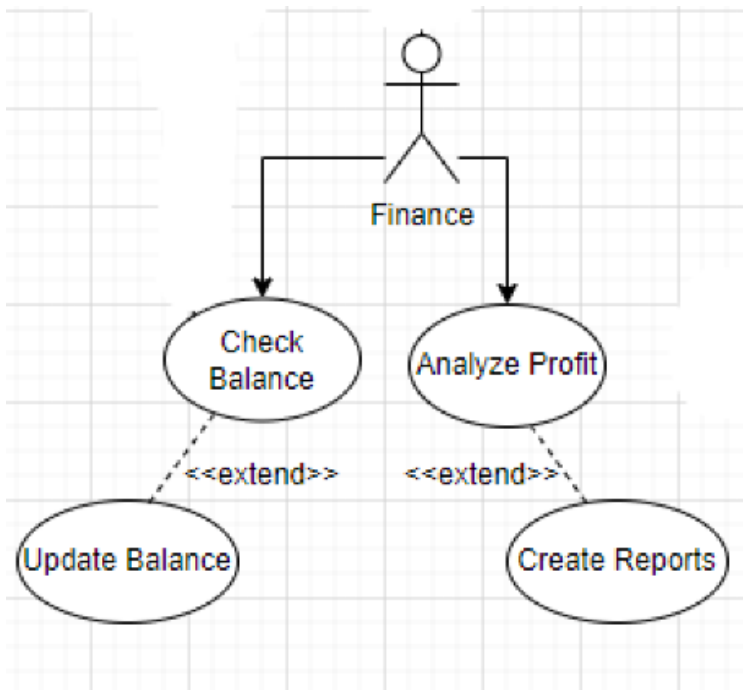 Finance
Check
Balance
Analyze Profit
<<extend>>
<<extend>>
Update Balance
Create Reports